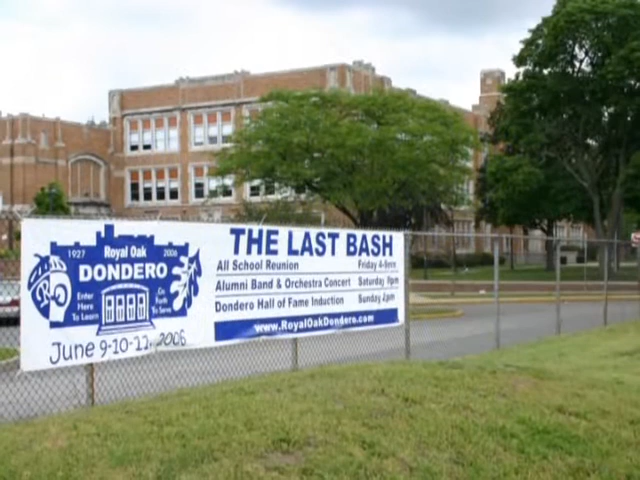 1927 Royal Oak 2006
DONDERO
RO
Enter Here To Learn
Go Forth To Serve
June 9-10-11, 2006
THE LAST BASH
All School Reunion Friday 4-9pm
Alumni Band & Orchestra Concert Saturday 8pm
Dondero Hall of Fame Induction Sunday 2pm
www.RoyalOakDondero.com